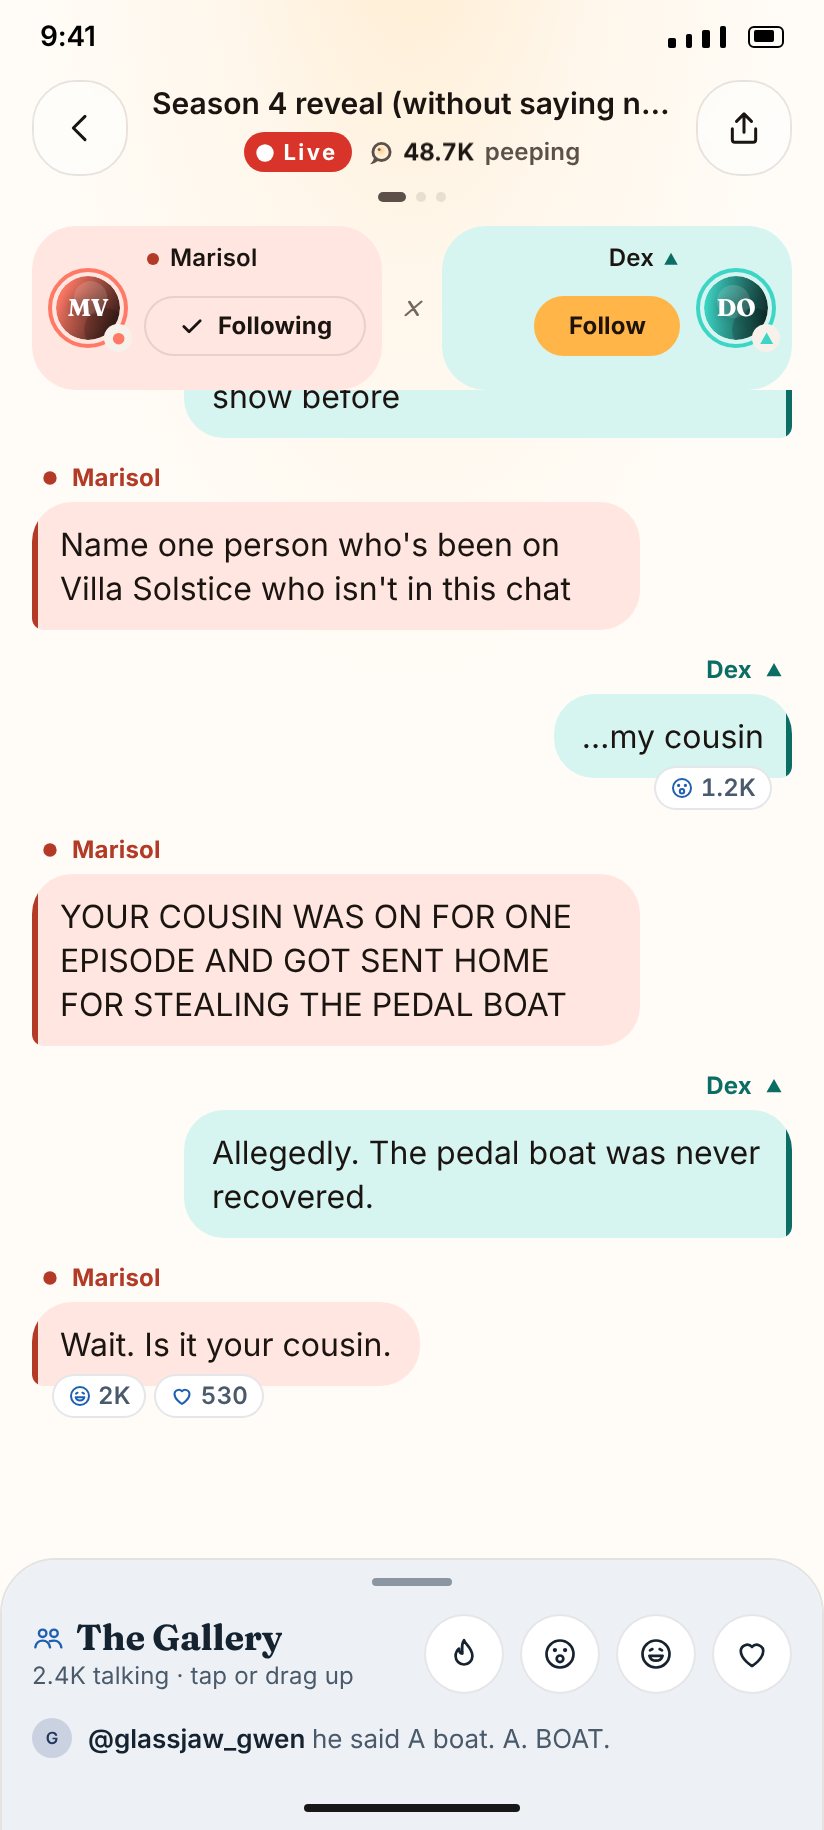 9:41
Season 4 reveal (without saying n...
Live
48.7K peeping
Marisol
MV
Following
Dex
Follow
DO
show before
Marisol
Name one person who's been on
Villa Solstice who isn't in this chat
Dex
...my cousin
1.2K
Marisol
YOUR COUSIN WAS ON FOR ONE
EPISODE AND GOT SENT HOME
FOR STEALING THE PEDAL BOAT
Dex
Allegedly. The pedal boat was never
recovered.
Marisol
Wait. Is it your cousin.
2K
530
The Gallery
2.4K talking · tap or drag up
G
@glassjaw_gwen he said A boat. A. BOAT.